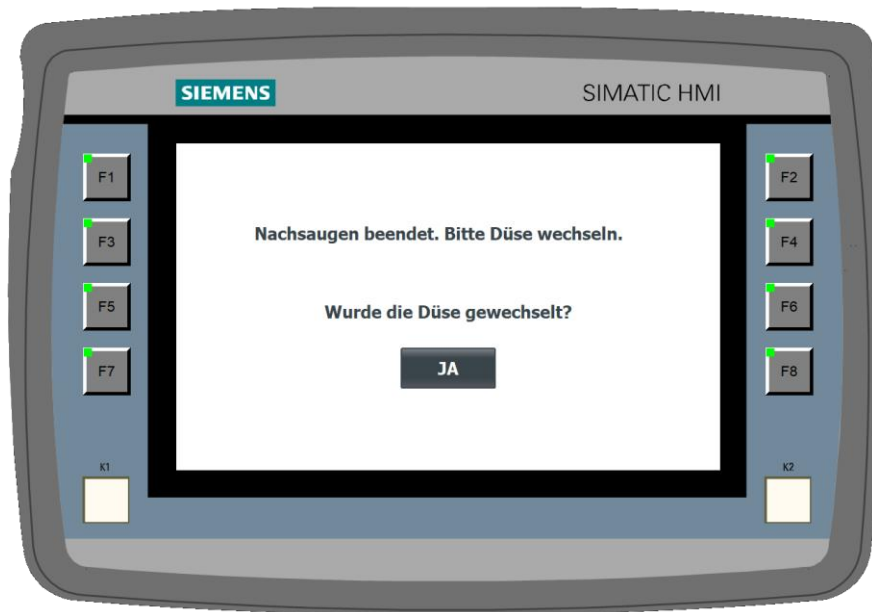 SIEMENS
SIMATIC HMI
F1
F2
Nachsaugen beendet. Bitte Düse wechseln.
F3
F4
F5
F6
Wurde die Düse gewechselt?
JA
F7
F8
K1
K2